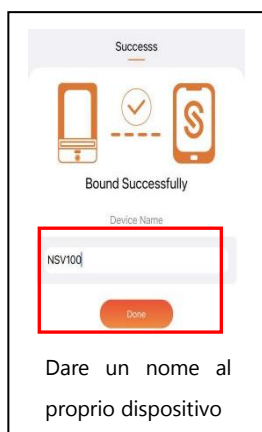 Successs
Bound Successfully
Device Name
NSV100
Done
Dare un nome al
proprio dispositivo